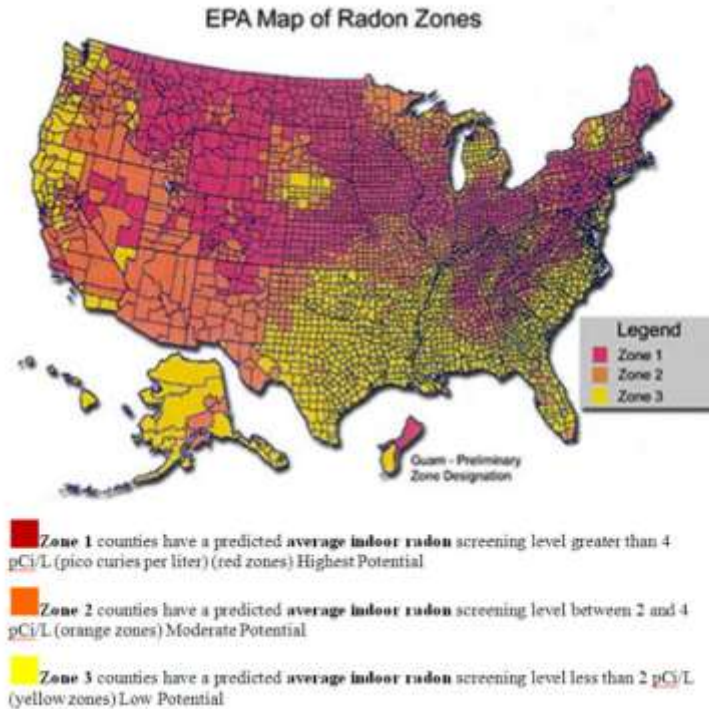 EPA Map of Radon Zones
Legend
Zone 1
Zone 2
Zone 3
Guam - Preliminary
Zone Designation
Zone 1 counties have a predicted average indoor radon screening level greater than 4
pCi/L (pico curies per liter) (red zones) Highest Potential
Zone 2 counties have a predicted average indoor radon screening level between 2 and 4
pCi/L (orange zones) Moderate Potential
Zone 3 counties have a predicted average indoor radon screening level less than 2 pCi/L
(yellow zones) Low Potential